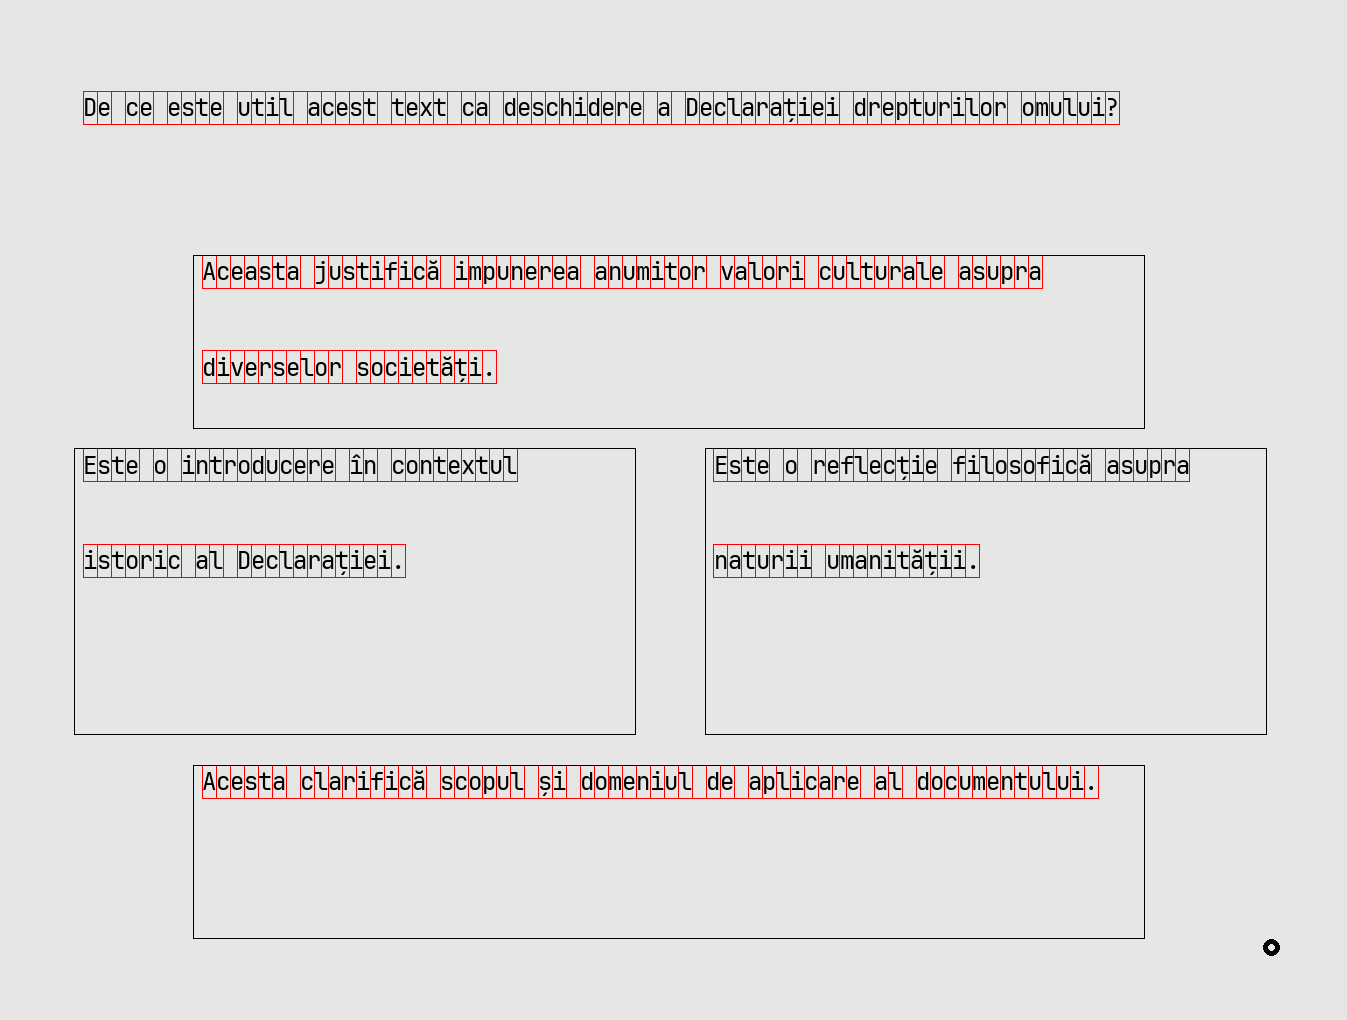 De ce este util acest text ca deschidere a Declarației drepturilor omului?
Aceasta justifică impunerea anumitor valori culturale asupra
diverselor societăți.
Este o introducere în contextul
istoric al Declarației.
Este o reflecție filosofică asupra
naturii umanității.
Acesta clarifică scopul și domeniul de aplicare al documentului.